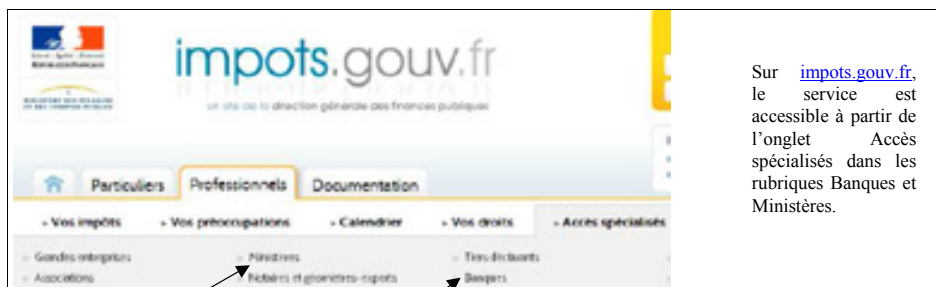 impots.gouv.fr
un site de la direction générale des finances publiques
Particuliers Professionnels Documentation
Vos impôts Vos préoccupations Calendrier Vos droits Accès spécialisés
Grandes entreprises Ministères Tiers déclarants
Associations Notaires et géomètres-experts Banques
Sur impots.gouv.fr,
le service est
accessible à partir de
l'onglet Accès
spécialisés dans les
rubriques Banques et
Ministères.